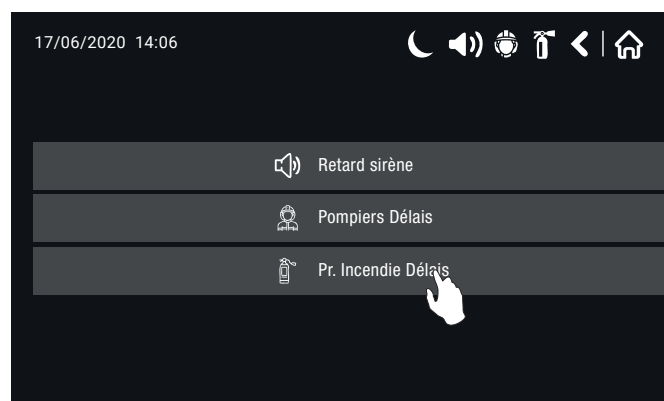 17/06/2020 14:06
Retard sirène
Pompiers Délais
Pr. Incendie Délais